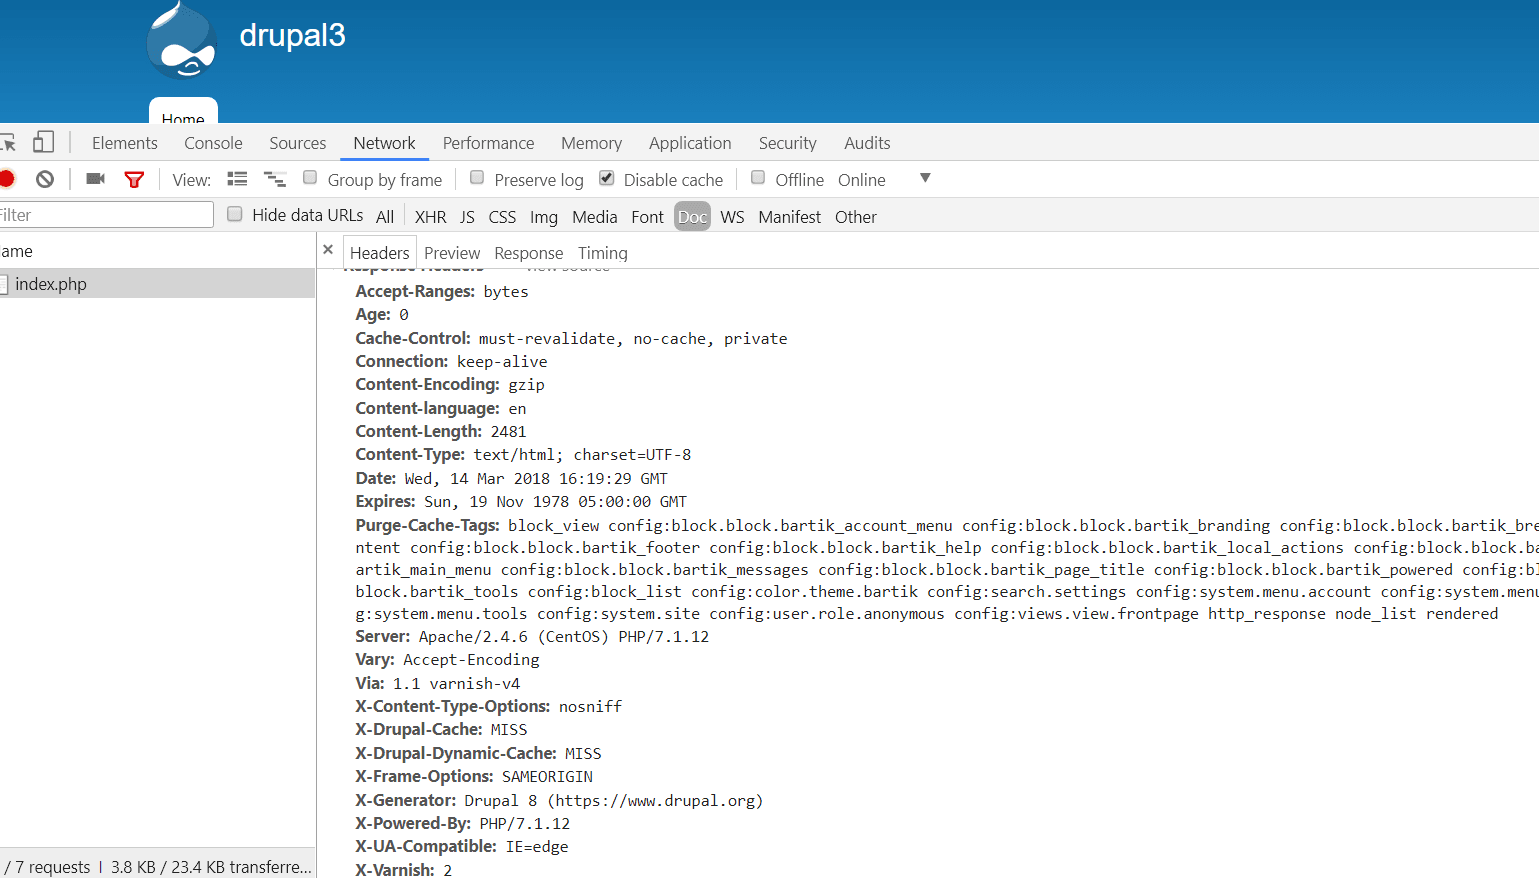 drupal3
Home
Elements Console Sources Network Performance Memory Application Security Audits
View: Group by frame Preserve log Disable cache Offline Online
Filter Hide data URLs All XHR JS CSS Img Media Font Doc WS Manifest Other
ame
× Headers Preview Response Timing
Response Headers view source
index.php
Accept-Ranges: bytes
Age: 0
Cache-Control: must-revalidate, no-cache, private
Connection: keep-alive
Content-Encoding: gzip
Content-language: en
Content-Length: 2481
Content-Type: text/html; charset=UTF-8
Date: Wed, 14 Mar 2018 16:19:29 GMT
Expires: Sun, 19 Nov 1978 05:00:00 GMT
Purge-Cache-Tags: block_view config:block.block.bartik_account_menu config:block.block.bartik_branding config:block.block.bartik_bre
ntent config:block.block.bartik_footer config:block.block.bartik_help config:block.block.bartik_local_actions config:block.block.ba
artik_main_menu config:block.block.bartik_messages config:block.block.bartik_page_title config:block.block.bartik_powered config:bl
block.bartik_tools config:block_list config:color.theme.bartik config:search.settings config:system.menu.account config:system.menu
g:system.menu.tools config:system.site config:user.role.anonymous config:views.view.frontpage http_response node_list rendered
Server: Apache/2.4.6 (CentOS) PHP/7.1.12
Vary: Accept-Encoding
Via: 1.1 varnish-v4
X-Content-Type-Options: nosniff
X-Drupal-Cache: MISS
X-Drupal-Dynamic-Cache: MISS
X-Frame-Options: SAMEORIGIN
X-Generator: Drupal 8 (https://www.drupal.org)
X-Powered-By: PHP/7.1.12
X-UA-Compatible: IE=edge
X-Varnish: 2
/ 7 requests | 3.8 KB / 23.4 KB transferre...